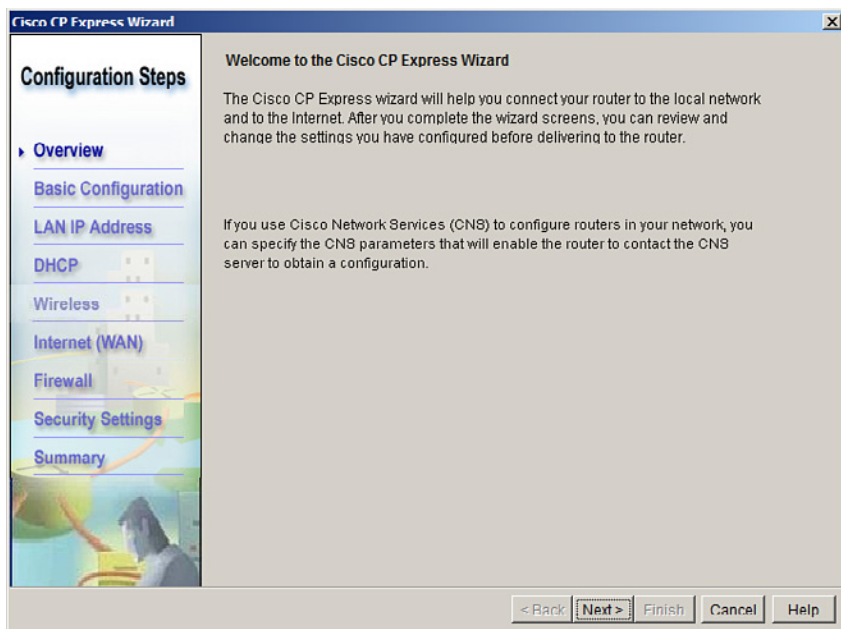 Cisco CP Express Wizard
Configuration Steps
Overview
Basic Configuration
LAN IP Address
DHCP
Wireless
Internet (WAN)
Firewall
Security Settings
Summary
Welcome to the Cisco CP Express Wizard
The Cisco CP Express wizard will help you connect your router to the local network
and to the Internet. After you complete the wizard screens, you can review and
change the settings you have configured before delivering to the router.
If you use Cisco Network Services (CNS) to configure routers in your network, you
can specify the CNS parameters that will enable the router to contact the CNS
server to obtain a configuration.
< Back Next > Finish Cancel Help